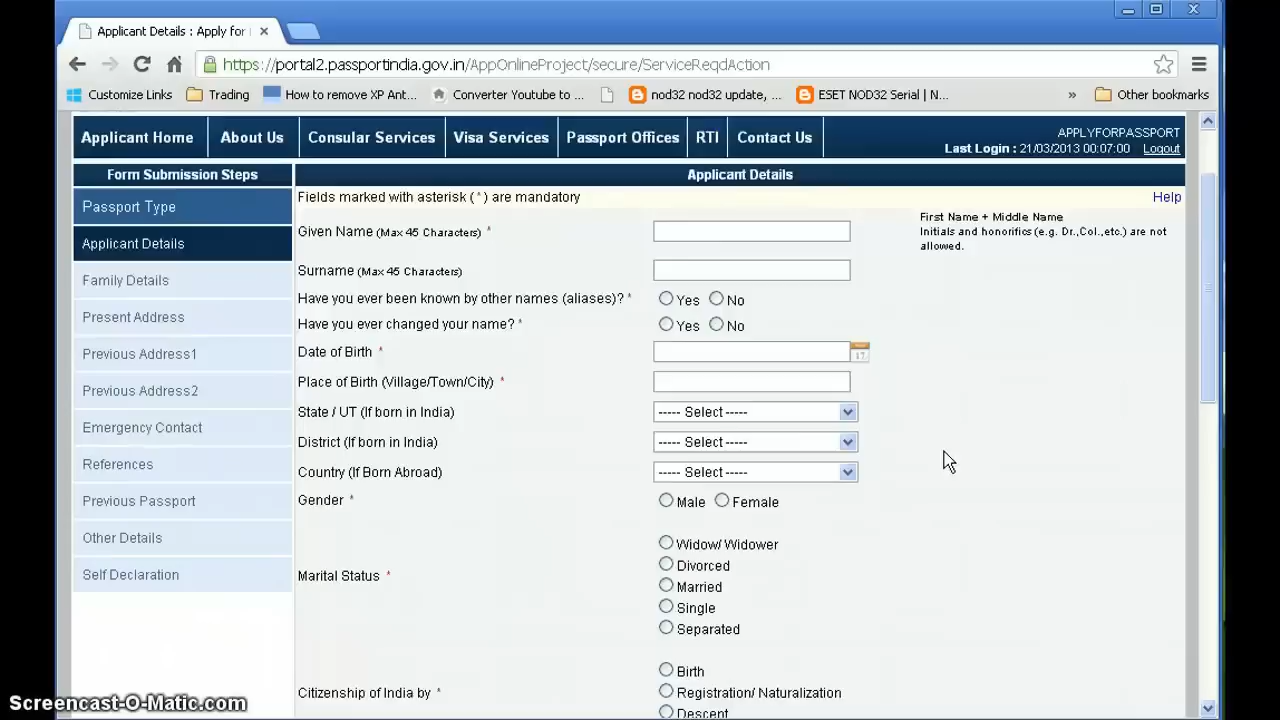 Applicant Details : Apply for
https://portal2.passportindia.gov.in/AppOnlineProject/secure/ServiceReqdAction
Customize Links Trading How to remove XP Ant... Converter Youtube to ... nod32 nod32 update, ... ESET NOD32 Serial | N... » Other bookmarks
Applicant Home About Us Consular Services Visa Services Passport Offices RTI Contact Us
APPLYFORPASSPORT
Last Login : 21/03/2013 00:07:00 Logout
Form Submission Steps
Passport Type
Applicant Details
Family Details
Present Address
Previous Address1
Previous Address2
Emergency Contact
References
Previous Passport
Other Details
Self Declaration
Applicant Details
Fields marked with asterisk (*) are mandatory Help
Given Name (Max 45 Characters) *
First Name + Middle Name
Initials and honorifics (e.g. Dr.,Col.,etc.) are not
allowed.
Surname (Max 45 Characters)
Have you ever been known by other names (aliases)? * Yes No
Have you ever changed your name? * Yes No
Date of Birth * 17
Place of Birth (Village/Town/City) *
State / UT (If born in India) ----- Select -----
District (If born in India) ----- Select -----
Country (If Born Abroad) ----- Select -----
Gender * Male Female
Marital Status *
Widow/ Widower
Divorced
Married
Single
Separated
Citizenship of India by *
Birth
Registration/ Naturalization
Descent
Screencast-O-Matic.com